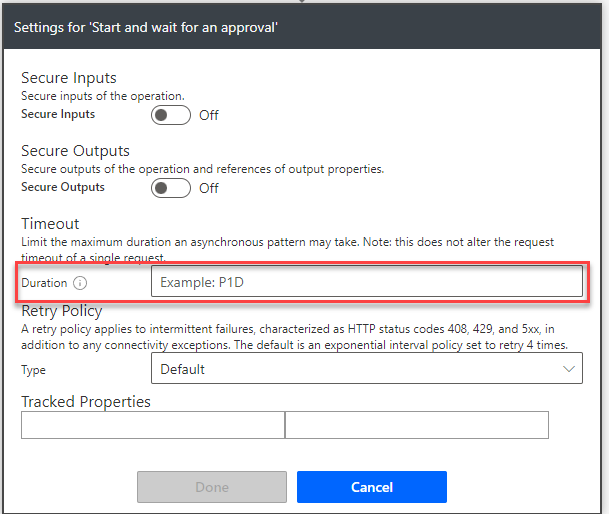 Settings for 'Start and wait for an approval'
Secure Inputs
Secure inputs of the operation.
Secure Inputs Off
Secure Outputs
Secure outputs of the operation and references of output properties.
Secure Outputs Off
Timeout
Limit the maximum duration an asynchronous pattern may take. Note: this does not alter the request
timeout of a single request.
Duration Example: P1D
Retry Policy
A retry policy applies to intermittent failures, characterized as HTTP status codes 408, 429, and 5xx, in
addition to any connectivity exceptions. The default is an exponential interval policy set to retry 4 times.
Type Default
Tracked Properties
Done Cancel